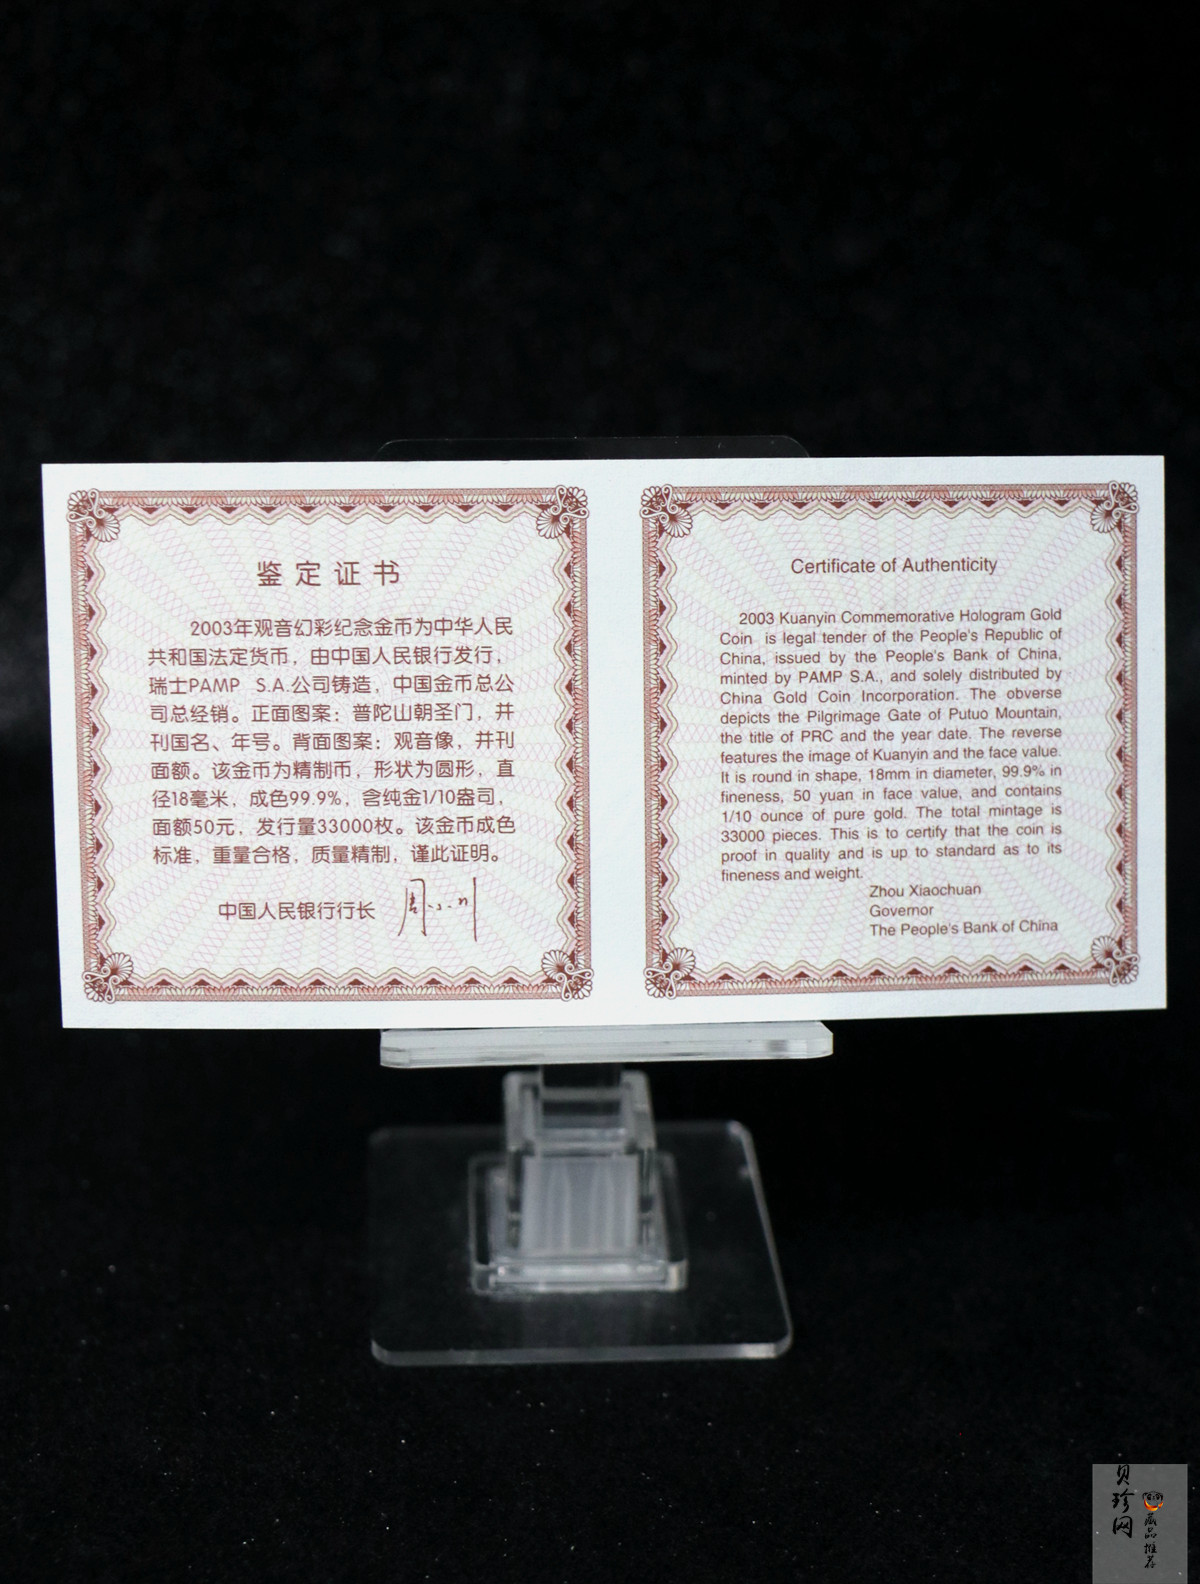 鉴定证书
2003年观音幻彩纪念金币为中华人民
共和国法定货币，由中国人民银行发行，
瑞士PAMP S.A.公司铸造，中国金币总公
司总经销。正面图案：普陀山朝圣门，并
刊国名、年号。背面图案：观音像，并刊
面额。该金币为精制币，形状为圆形，直
径18毫米，成色99.9%，含纯金1/10盎司，
面额50元，发行量33000枚。该金币成色
标准，重量合格，质量精制，谨此证明。
中国人民银行行长 周小川
Certificate of Authenticity
2003 Kuanyin Commemorative Hologram Gold
Coin is legal tender of the People's Republic of
China, issued by the People's Bank of China,
minted by PAMP S.A., and solely distributed by
China Gold Coin Incorporation. The obverse
depicts the Pilgrimage Gate of Putuo Mountain,
the title of PRC and the year date. The reverse
features the image of Kuanyin and the face value.
It is round in shape, 18mm in diameter, 99.9% in
fineness, 50 yuan in face value, and contains
1/10 ounce of pure gold. The total mintage is
33000 pieces. This is to certify that the coin is
proof in quality and is up to standard as to its
fineness and weight.
Zhou Xiaochuan
Governor
The People's Bank of China
贝珍网
藏品推荐